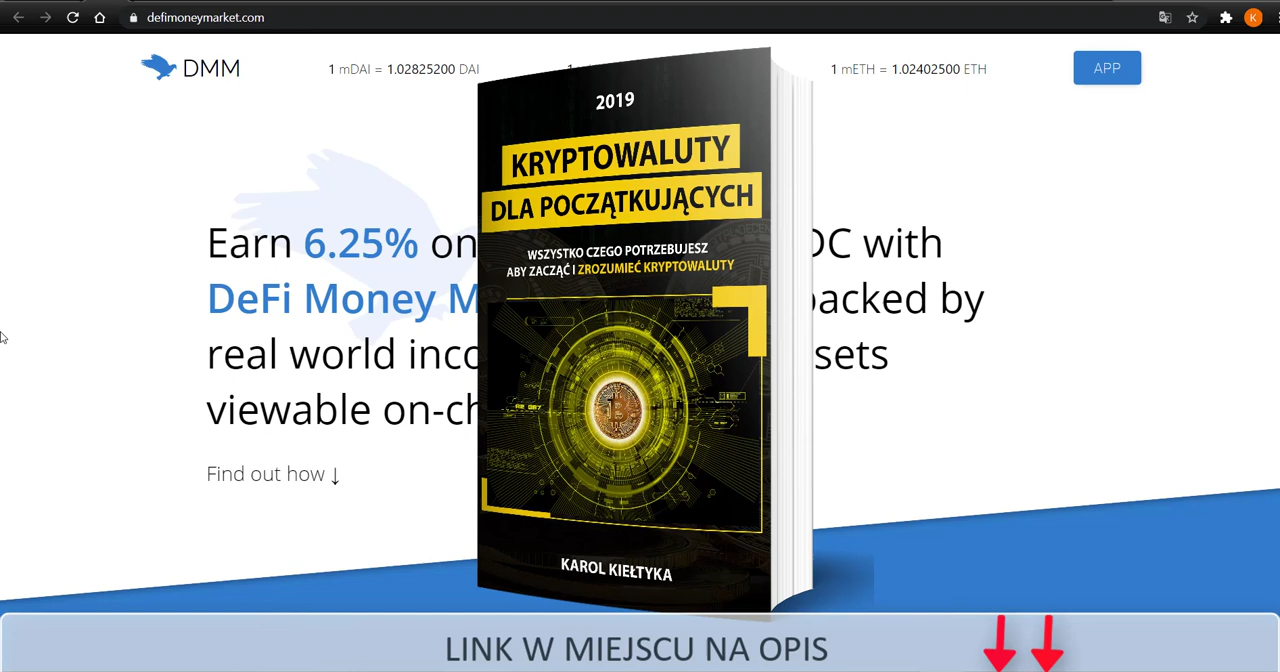 defimoneymarket.com
K
DMM
1 mDAI = 1.02825200 DAI
1 mETH = 1.02402500 ETH
APP
2019
KRYPTOWALUTY
DLA POCZĄTKUJĄCYCH
WSZYSTKO CZEGO POTRZEBUJESZ
ABY ZACZĄĆ I ZROZUMIEĆ KRYPTOWALUTY
KAROL KIEŁTYKA
Earn 6.25% on DC with
DeFi Money M backed by
real world inco sets
viewable on-ch
Find out how ↓
LINK W MIEJSCU NA OPIS